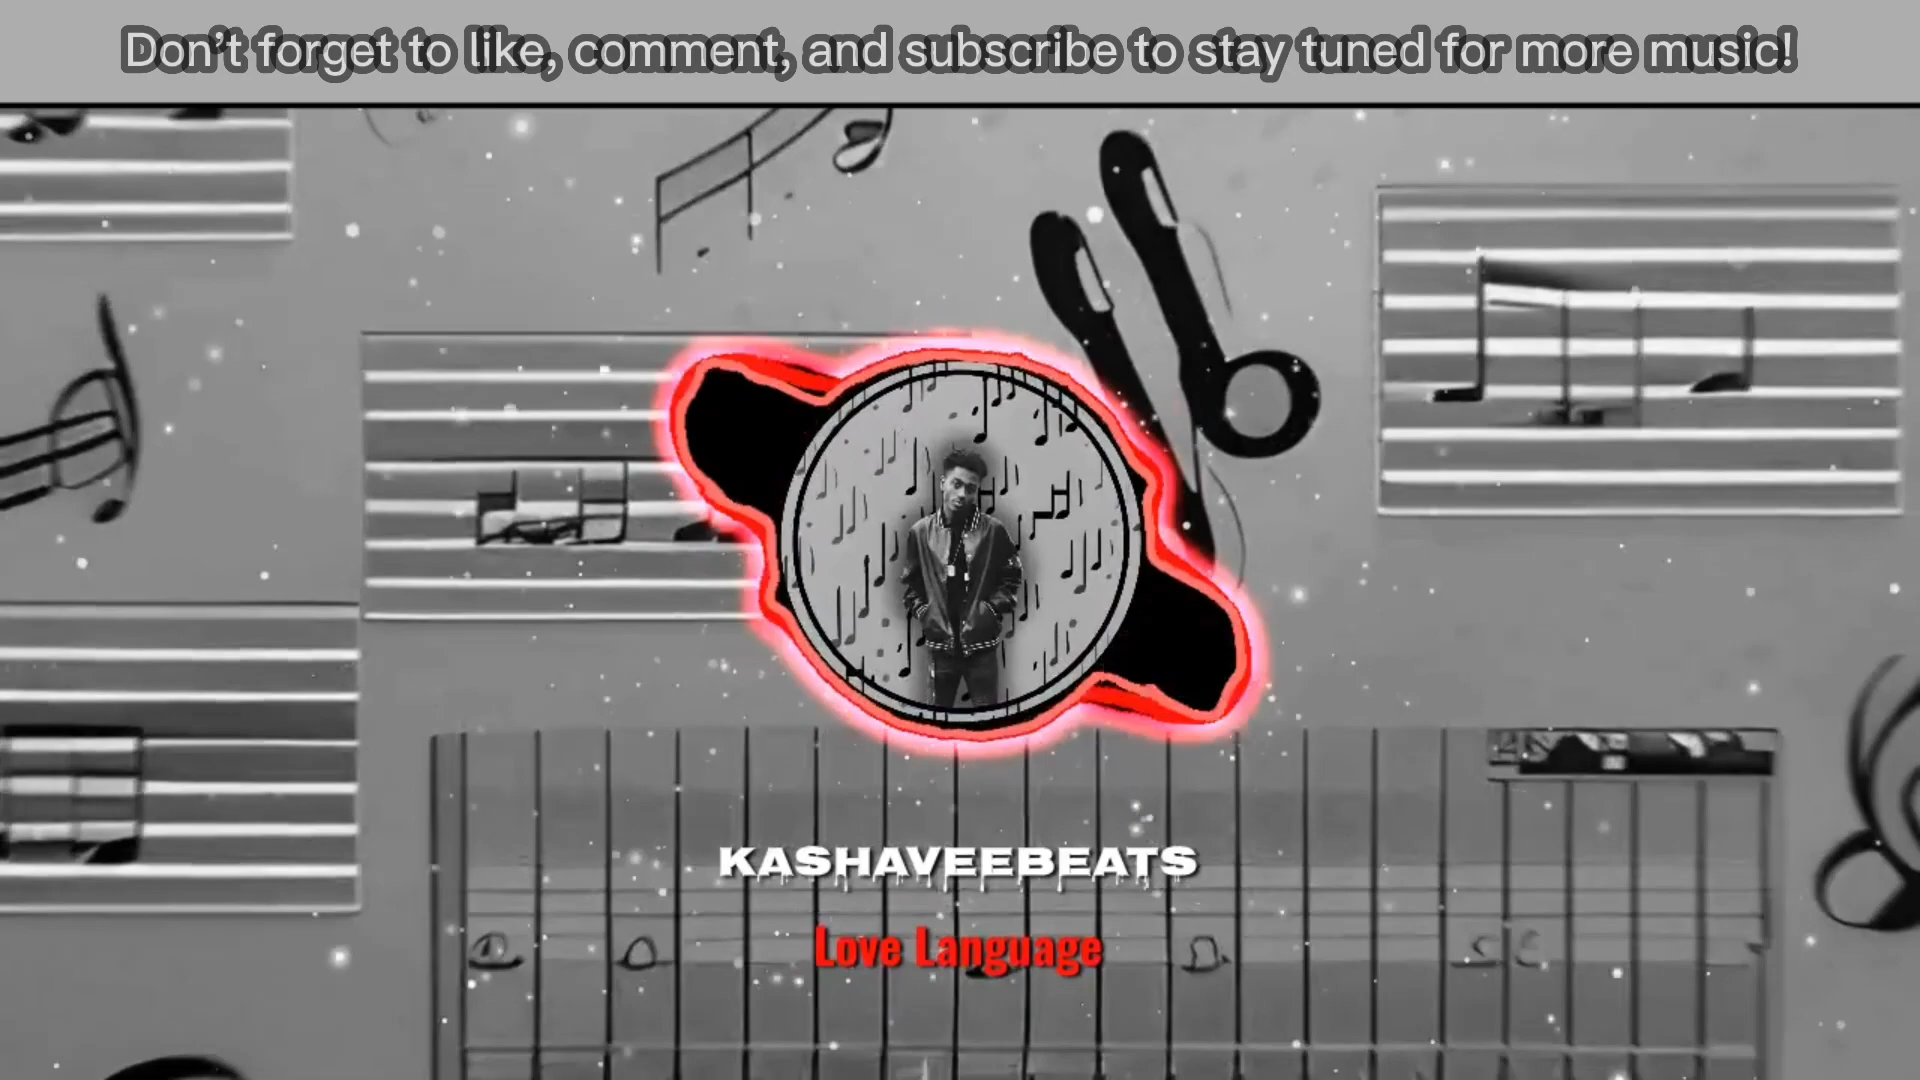 Don't forget to like, comment, and subscribe to stay tuned for more music!
KASHAVEEBEATS
Love Language